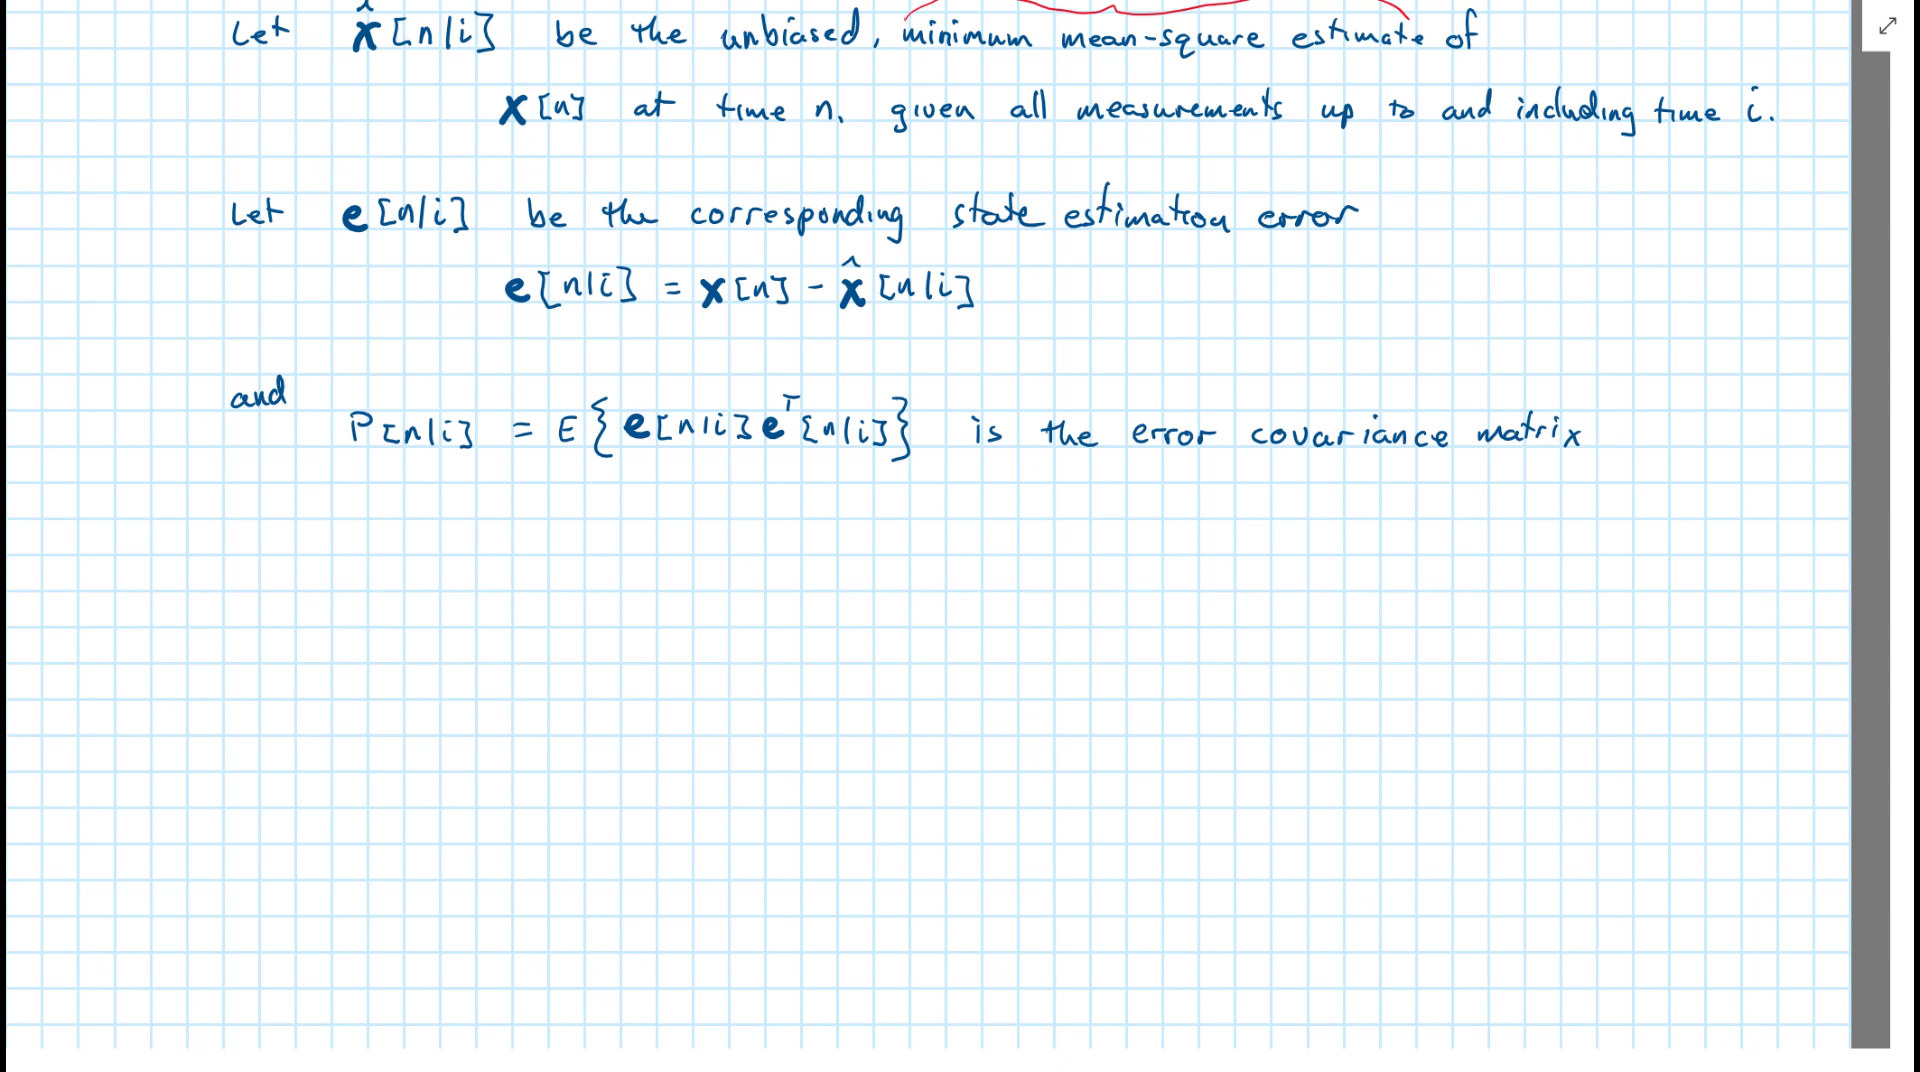 Let x̂[n|i] be the unbiased, minimum mean-square estimate of
x[n] at time n, given all measurements up to and including time i.
Let e[n|i] be the corresponding state estimation error
e[n|i] = x[n] - x̂[n|i]
and
P[n|i] = E{e[n|i]eᵀ[n|i]} is the error covariance matrix